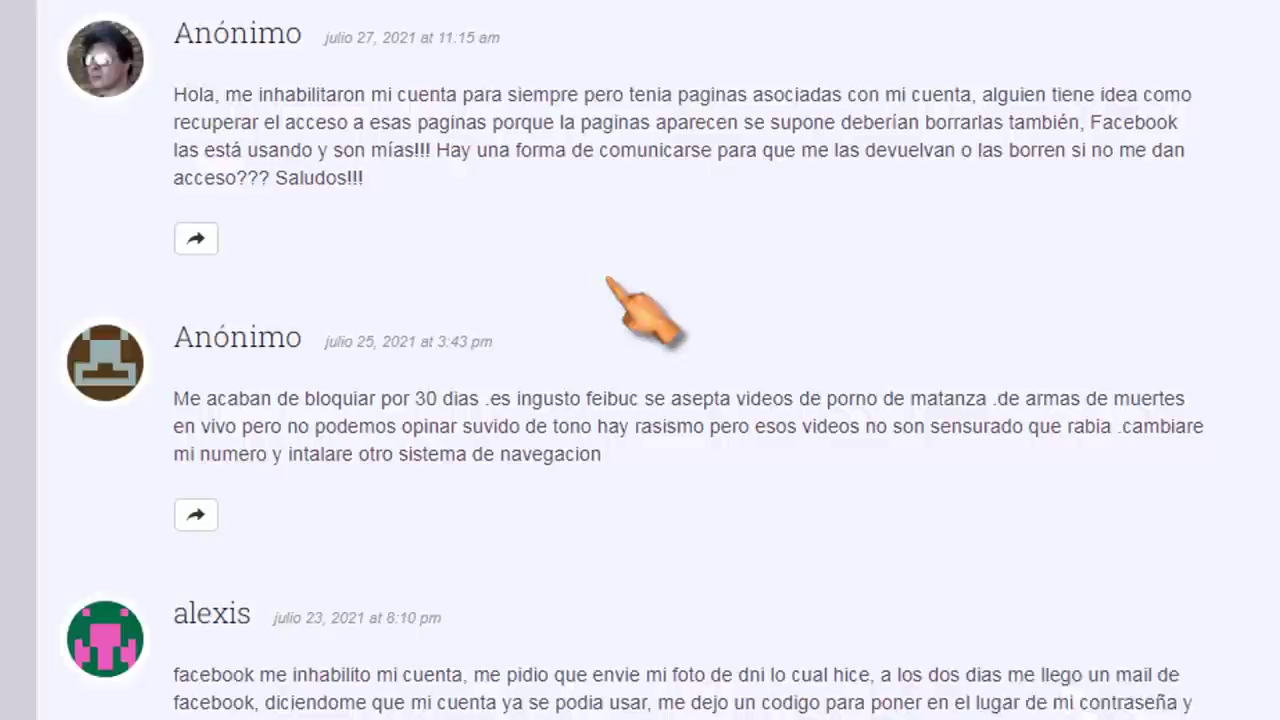 Anónimo julio 27, 2021 at 11:15 am
Hola, me inhabilitaron mi cuenta para siempre pero tenia paginas asociadas con mi cuenta, alguien tiene idea como
recuperar el acceso a esas paginas porque la paginas aparecen se supone deberían borrarlas también, Facebook
las está usando y son mías!!! Hay una forma de comunicarse para que me las devuelvan o las borren si no me dan
acceso??? Saludos!!!
Anónimo julio 25, 2021 at 3:43 pm
Me acaban de bloquiar por 30 dias .es ingusto feibuc se asepta videos de porno de matanza .de armas de muertes
en vivo pero no podemos opinar suvido de tono hay rasismo pero esos videos no son sensurado que rabia .cambiare
mi numero y intalare otro sistema de navegacion
alexis julio 23, 2021 at 8:10 pm
facebook me inhabilito mi cuenta, me pidio que envie mi foto de dni lo cual hice, a los dos dias me llego un mail de
facebook, diciendome que mi cuenta ya se podia usar, me dejo un codigo para poner en el lugar de mi contraseña y